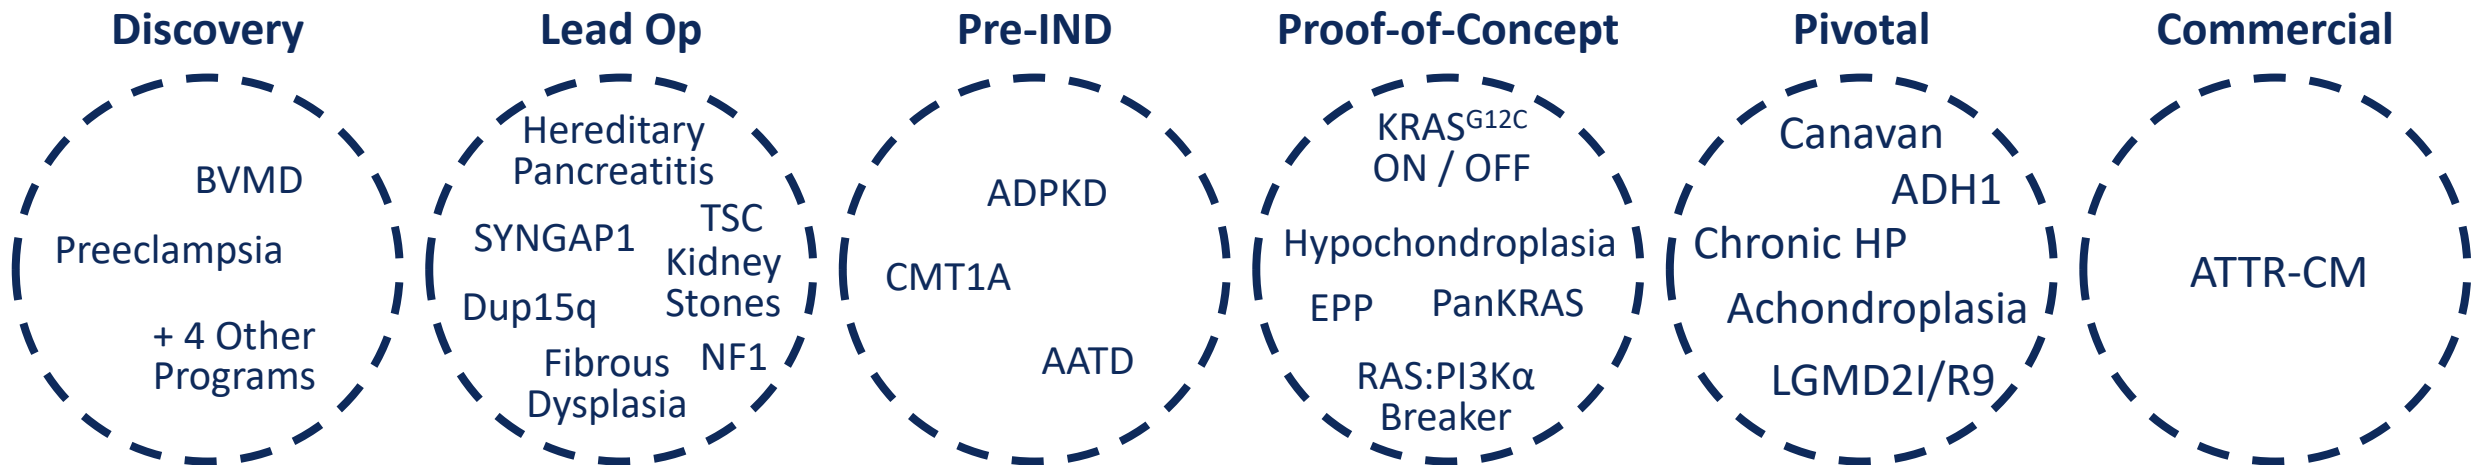 Discovery
BVMD
Preeclampsia
+ 4 Other
Programs
Lead Op
Hereditary
Pancreatitis
TSC
SYNGAP1
Kidney
Stones
Dup15q
NF1
Fibrous
Dysplasia
Pre-IND
ADPKD
CMT1A
AATD
Proof-of-Concept
KRASG12C
ON / OFF
Hypochondroplasia
EPP
PanKRAS
RAS:PI3Kα
Breaker
Pivotal
Canavan
ADH1
Chronic HP
Achondroplasia
LGMD2I/R9
Commercial
ATTR-CM